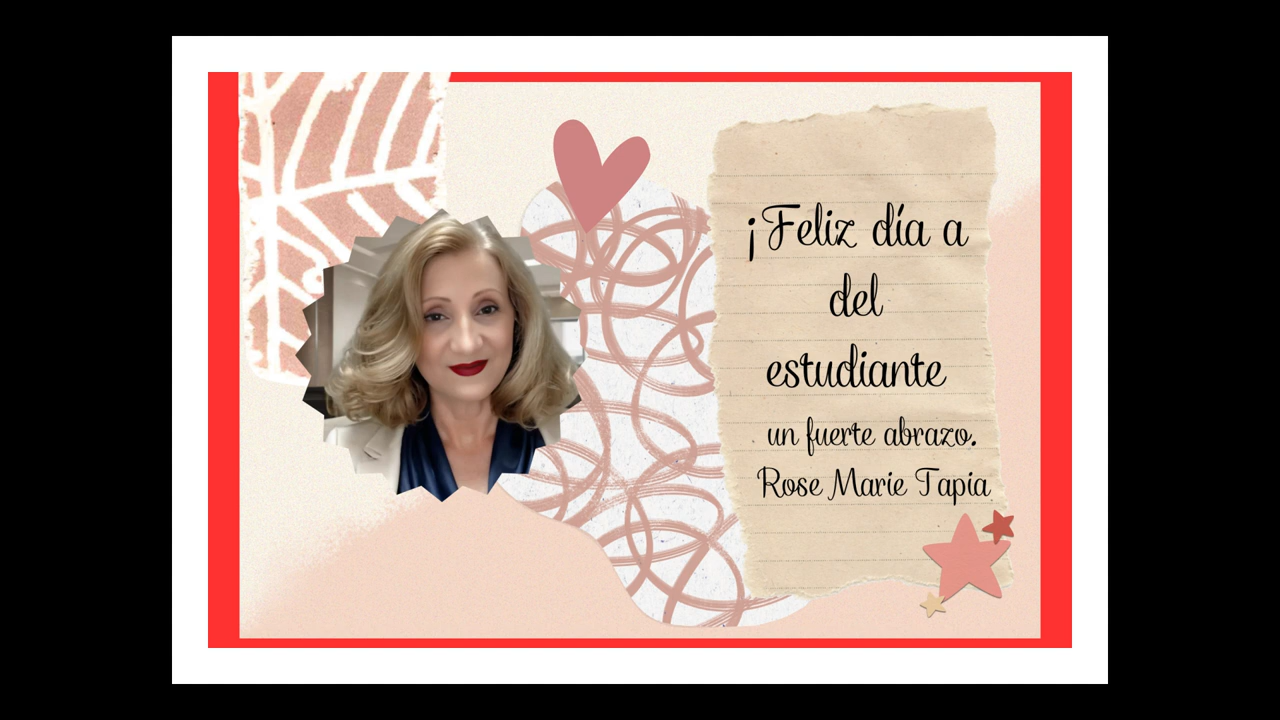 ¡Feliz día a
del
estudiante
un fuerte abrazo.
Rose Marie Tapia